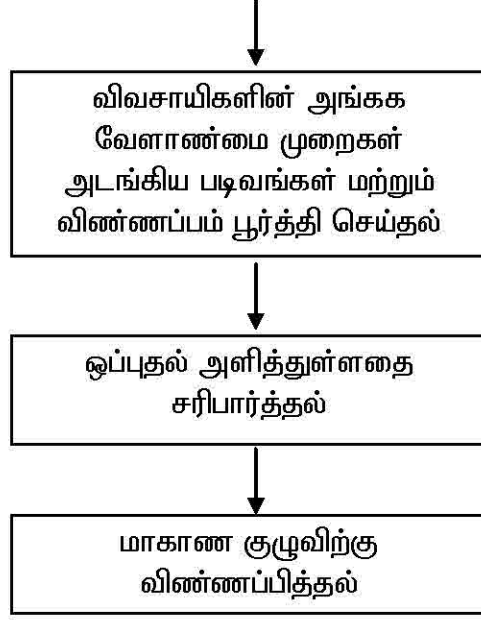 விவசாயிகளின் அங்கக
வேளாண்மை முறைகள்
அடங்கிய படிவங்கள் மற்றும்
விண்ணப்பம் பூர்த்தி செய்தல்
ஒப்புதல் அளித்துள்ளதை
சரிபார்த்தல்
மாகாண குழுவிற்கு
விண்ணப்பித்தல்